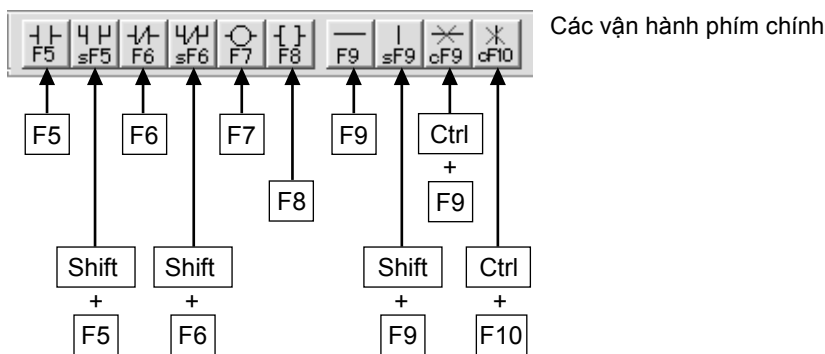 Các vận hành phím chính
F5 sF5 F6 sF6 F7 F8 F9 sF9 cF9 cF10
F5 F6 F7 F9 Ctrl
+
F8 F9
Shift Shift Shift Ctrl
+ + + +
F5 F6 F9 F10